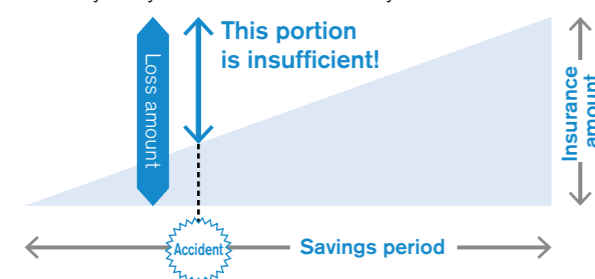 This portion
is insufficient!
Loss amount
Insurance
amount
Accident
Savings period